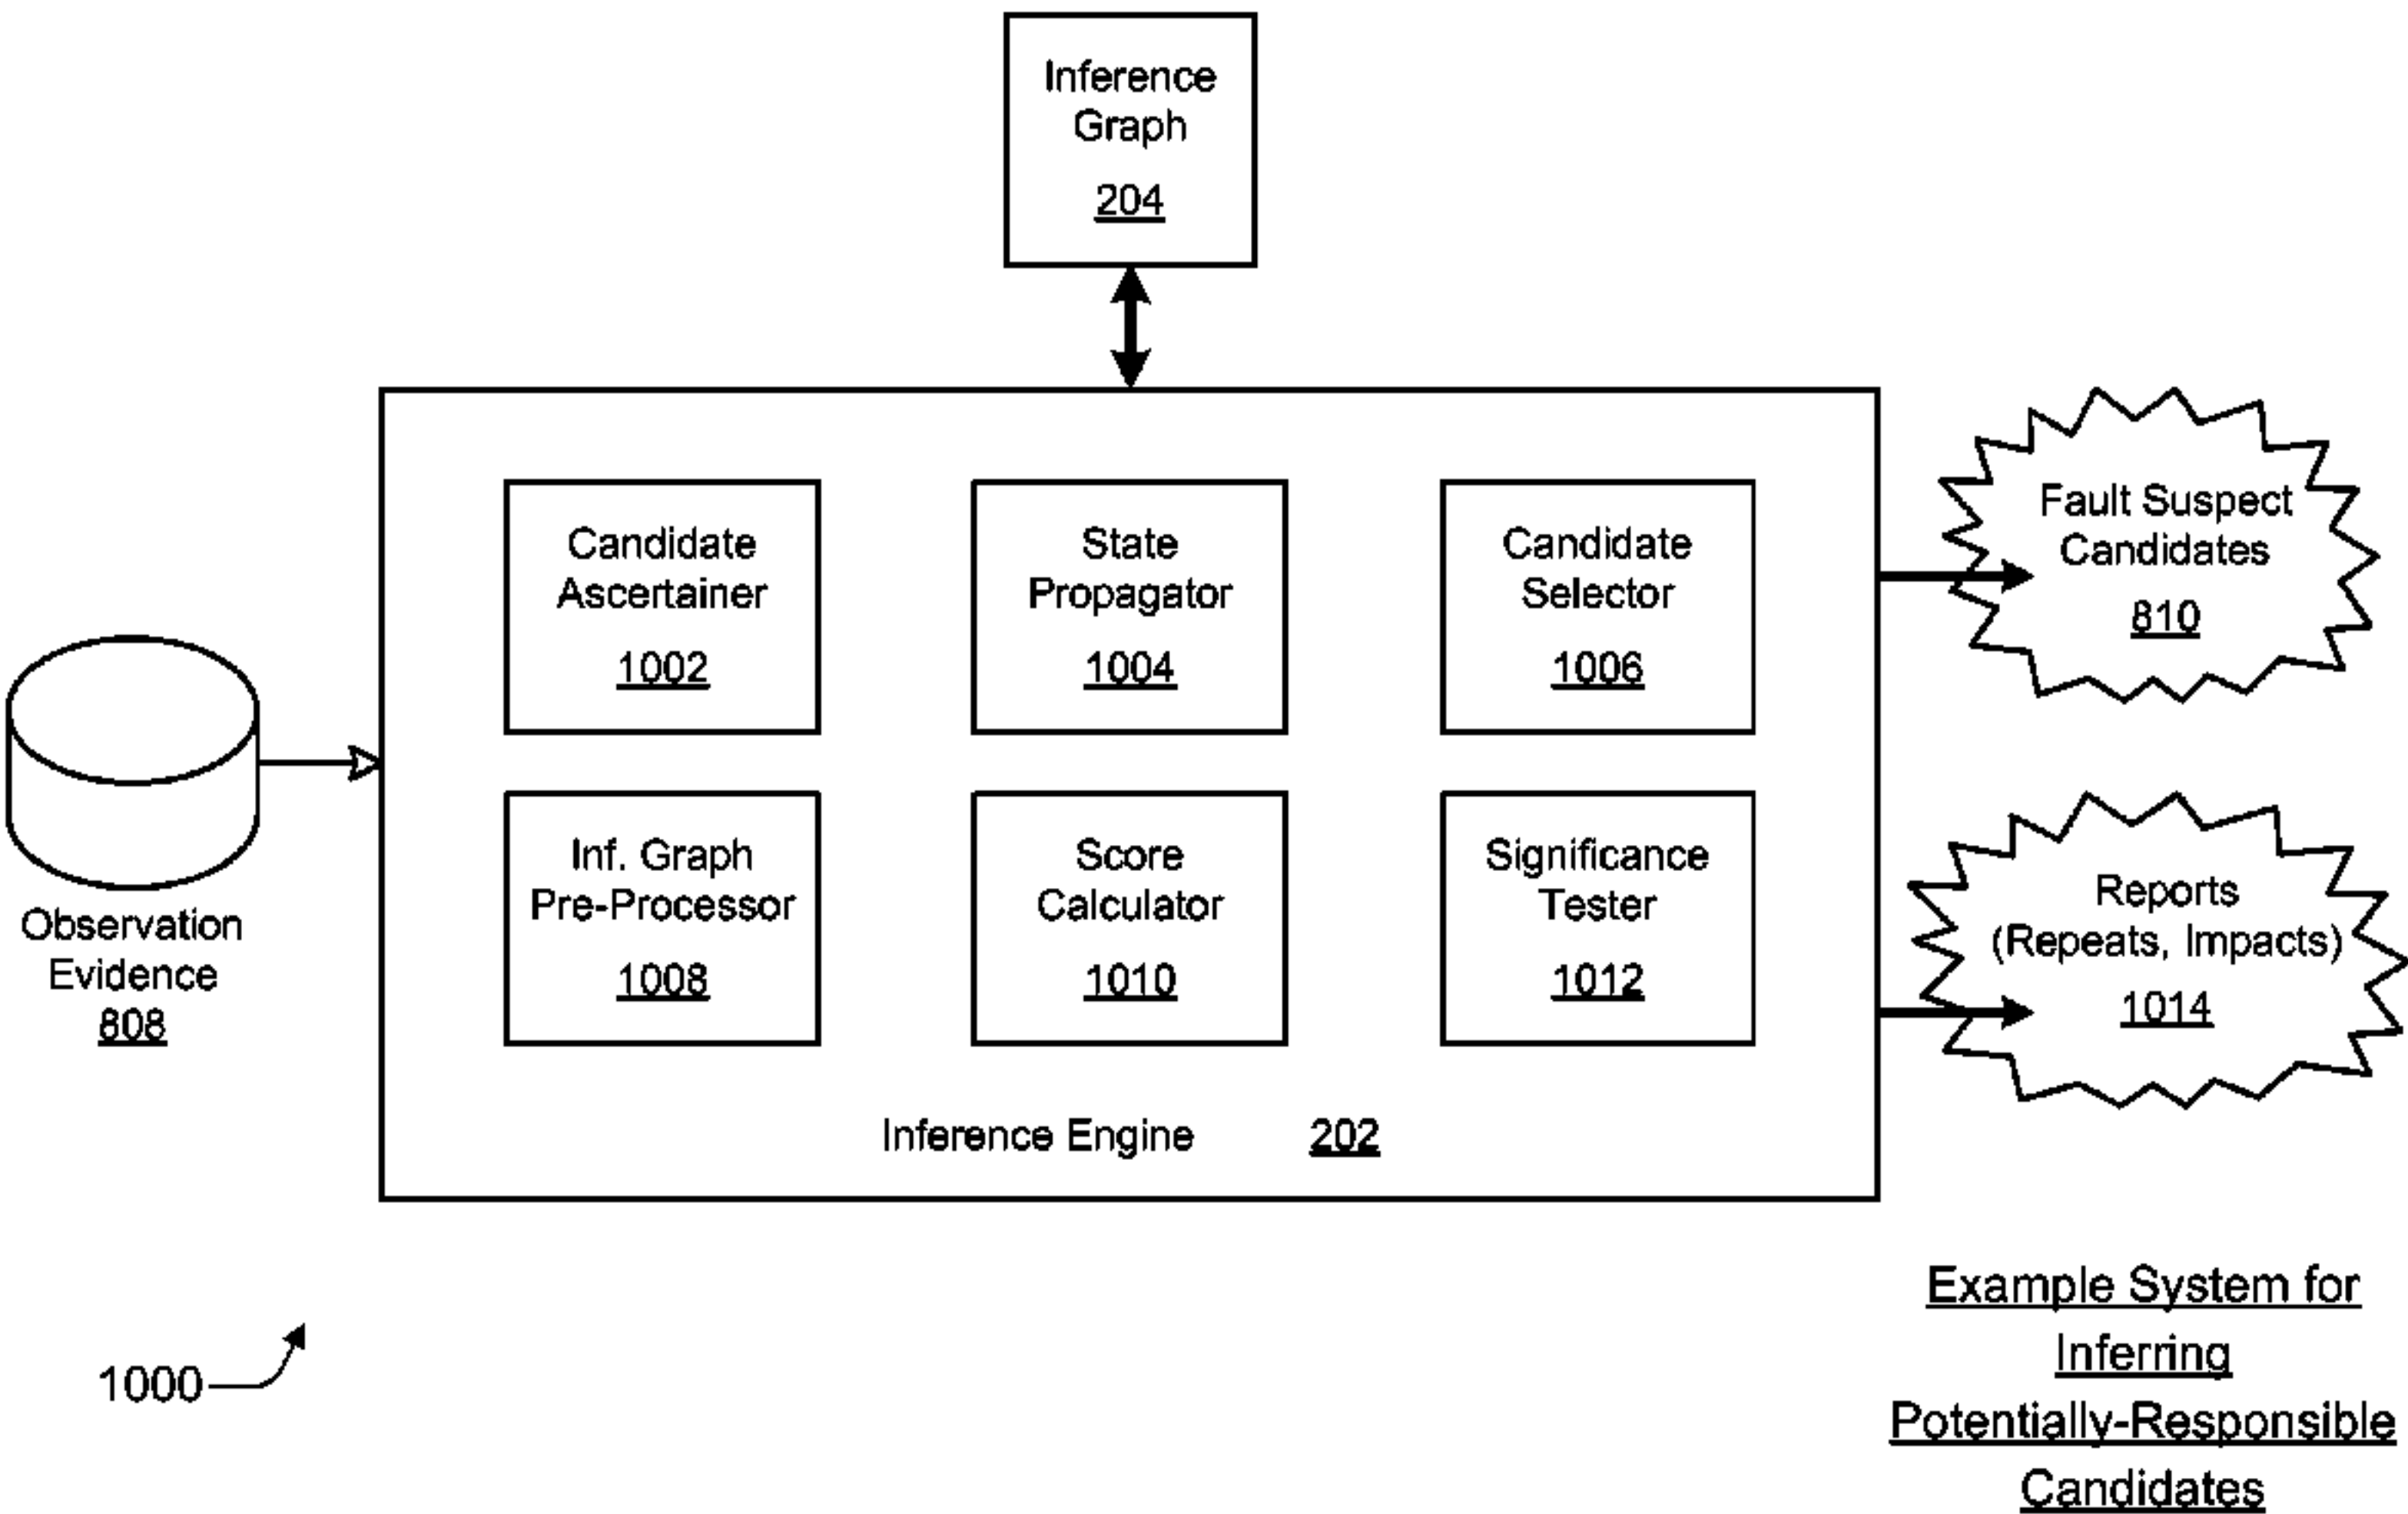 Inference
Graph
204
Candidate
Ascertainer
1002
State
Propagator
1004
Candidate
Selector
1006
Fault Suspect
Candidates
810
Observation
Evidence
808
Inf. Graph
Pre-Processor
1008
Score
Calculator
1010
Significance
Tester
1012
Reports
(Repeats, Impacts)
1014
Inference Engine 202
1000
Example System for
Inferring
Potentially-Responsible
Candidates